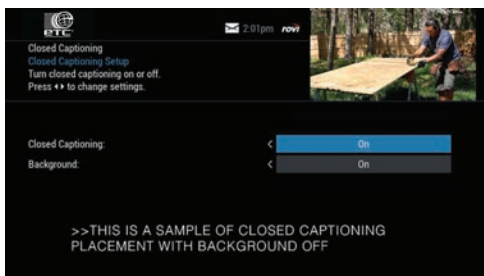 etc
2:01pm rovi
Closed Captioning
Closed Captioning Setup
Turn closed captioning on or off.
Press ◂▸ to change settings.
Closed Captioning: < On
Background: < On
>>THIS IS A SAMPLE OF CLOSED CAPTIONING
PLACEMENT WITH BACKGROUND OFF